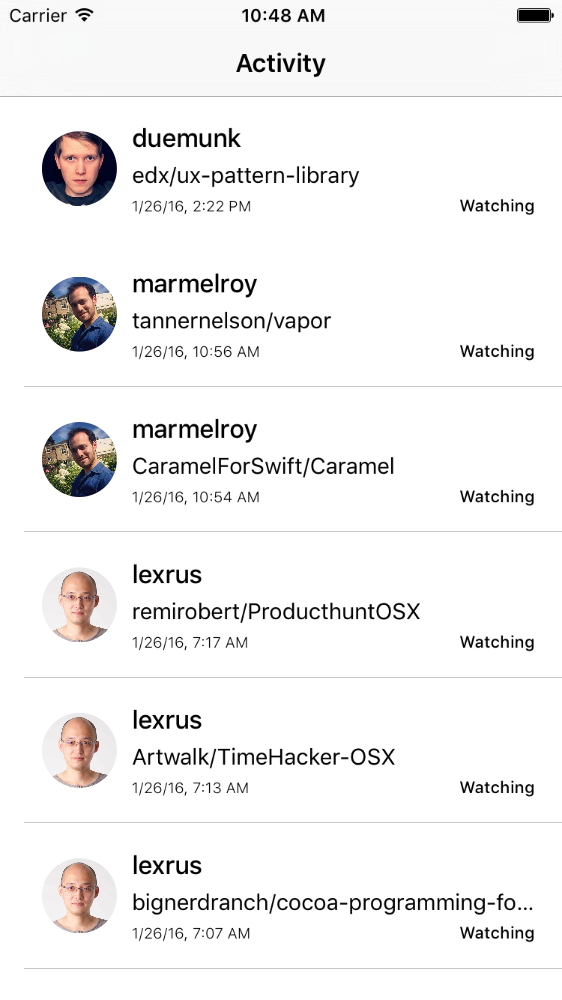 Carrier 10:48 AM
Activity
duemunk
edx/ux-pattern-library
1/26/16, 2:22 PM Watching
marmelroy
tannernelson/vapor
1/26/16, 10:56 AM Watching
marmelroy
CaramelForSwift/Caramel
1/26/16, 10:54 AM Watching
lexrus
remirobert/ProducthuntOSX
1/26/16, 7:17 AM Watching
lexrus
Artwalk/TimeHacker-OSX
1/26/16, 7:13 AM Watching
lexrus
bignerdranch/cocoa-programming-fo...
1/26/16, 7:07 AM Watching